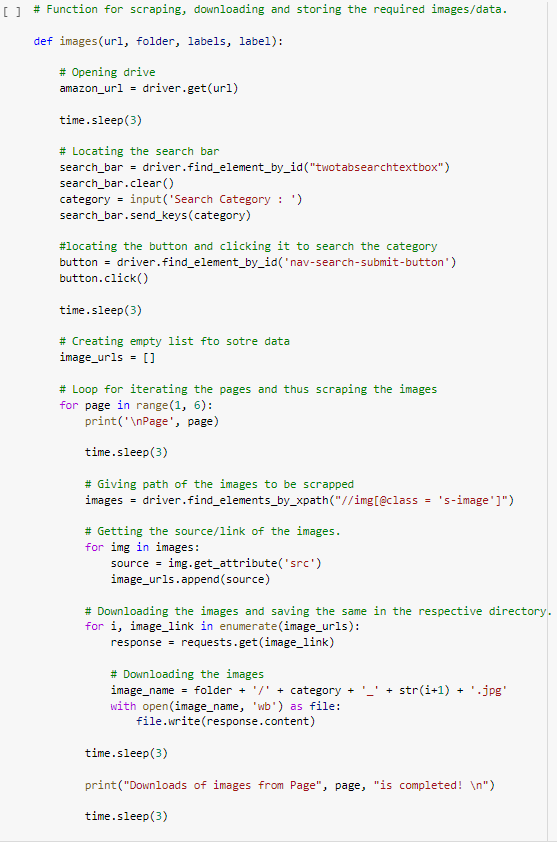 [ ] # Function for scraping, downloading and storing the required images/data.
def images(url, folder, labels, label):
# Opening drive
amazon_url = driver.get(url)
time.sleep(3)
# Locating the search bar
search_bar = driver.find_element_by_id("twotabsearchtextbox")
search_bar.clear()
category = input('Search Category : ')
search_bar.send_keys(category)
#locating the button and clicking it to search the category
button = driver.find_element_by_id('nav-search-submit-button')
button.click()
time.sleep(3)
# Creating empty list fto sotre data
image_urls = []
# Loop for iterating the pages and thus scraping the images
for page in range(1, 6):
print('\nPage', page)
time.sleep(3)
# Giving path of the images to be scrapped
images = driver.find_elements_by_xpath("//img[@class = 's-image']")
# Getting the source/link of the images.
for img in images:
source = img.get_attribute('src')
image_urls.append(source)
# Downloading the images and saving the same in the respective directory.
for i, image_link in enumerate(image_urls):
response = requests.get(image_link)
# Downloading the images
image_name = folder + '/' + category + '_' + str(i+1) + '.jpg'
with open(image_name, 'wb') as file:
file.write(response.content)
time.sleep(3)
print("Downloads of images from Page", page, "is completed! \n")
time.sleep(3)